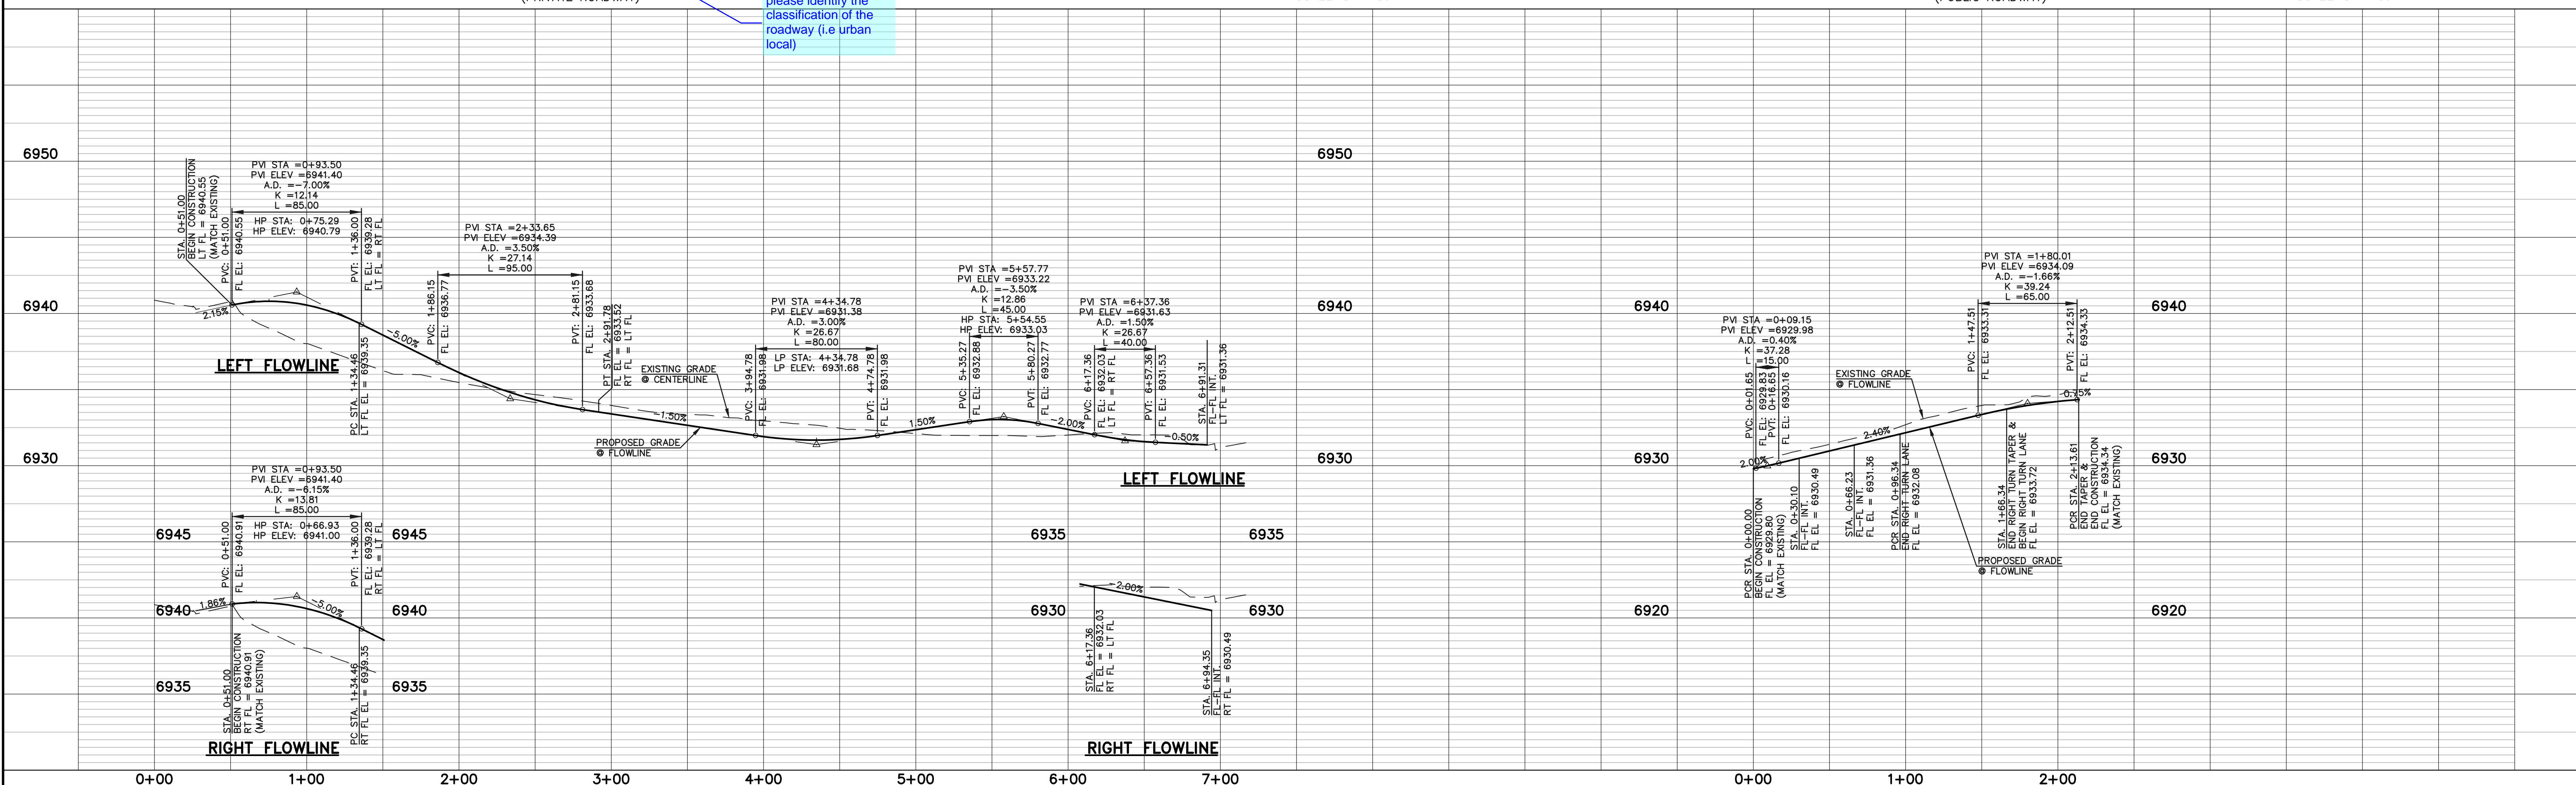 please identify the
classification of the
roadway (i.e urban
local)
6950
6950
STA. 0+51.00
BEGIN CONSTRUCTION
LT FL = 6940.55
(MATCH EXISTING)
PVC: 0+51.00
FL EL: 6940.55
PVI STA =0+93.50
PVI ELEV =6941.40
A.D. =-7.00%
K =12.14
L =85.00
HP STA: 0+75.29
HP ELEV: 6940.79
PVT: 1+36.00
FL EL: 6939.28
LT FL = RT FL
2.15%
-5.00%
PC STA. 1+34.46
LT FL EL = 6939.35
LEFT FLOWLINE
PVI STA =2+33.65
PVI ELEV =6934.39
A.D. =3.50%
K =27.14
L =95.00
PVC: 1+86.15
FL EL: 6936.77
PVT: 2+81.15
FL EL: 6933.68
PT STA. 2+91.78
FL EL = 6933.52
RT FL = LT FL
EXISTING GRADE
@ CENTERLINE
-1.50%
PROPOSED GRADE
@ FLOWLINE
PVI STA =4+34.78
PVI ELEV =6931.38
A.D. =3.00%
K =26.67
L =80.00
LP STA: 4+34.78
LP ELEV: 6931.68
PVC: 3+94.78
FL EL: 6931.98
PVT: 4+74.78
FL EL: 6931.98
1.50%
PVI STA =5+57.77
PVI ELEV =6933.22
A.D. =-3.50%
K =12.86
L =45.00
HP STA: 5+54.55
HP ELEV: 6933.03
PVC: 5+35.27
FL EL: 6932.88
PVT: 5+80.27
FL EL: 6932.77
-2.00%
PVI STA =6+37.36
PVI ELEV =6931.63
A.D. =1.50%
K =26.67
L =40.00
PVC: 6+17.36
FL EL: 6932.03
LT FL = RT FL
PVT: 6+57.36
FL EL: 6931.53
-0.50%
STA. 6+91.31
FL-FL INT.
LT FL = 6931.36
LEFT FLOWLINE
6940
6940
6940
6940
6930
6930
6930
6930
PVI STA =0+09.15
PVI ELEV =6929.98
A.D. =0.40%
K =37.28
L =15.00
PVC: 0+01.65
FL EL: 6929.83
PVT: 0+16.65
FL EL: 6930.16
2.00%
2.40%
EXISTING GRADE
@ FLOWLINE
PVI STA =1+80.01
PVI ELEV =6934.09
A.D. =-1.66%
K =39.24
L =65.00
PVC: 1+47.51
FL EL: 6933.31
PVT: 2+12.51
FL EL: 6934.33
0.75%
PCR STA. 0+00.00
BEGIN CONSTRUCTION
FL EL = 6929.80
(MATCH EXISTING)
STA. 0+30.10
FL-FL INT.
FL EL = 6930.49
STA. 0+66.23
FL-FL INT.
FL EL = 6931.36
PCR STA. 0+96.34
END RIGHT TURN LANE
FL EL = 6932.08
STA. 1+66.34
END RIGHT TURN TAPER &
BEGIN RIGHT TURN LANE
FL EL = 6933.72
PCR STA. 2+13.61
END TAPER &
END CONSTRUCTION
FL EL = 6934.34
(MATCH EXISTING)
PROPOSED GRADE
@ FLOWLINE
PVI STA =0+93.50
PVI ELEV =6941.40
A.D. =-6.15%
K =13.81
L =85.00
HP STA: 0+66.93
HP ELEV: 6941.00
PVC: 0+51.00
FL EL: 6940.91
PVT: 1+36.00
FL EL: 6939.28
RT FL = LT FL
6945
6945
6935
6935
1.86%
-5.00%
6940
6940
-2.00%
6930
6930
6920
6920
STA. 0+51.00
BEGIN CONSTRUCTION
RT FL = 6940.91
(MATCH EXISTING)
PC STA. 1+34.46
RT FL EL = 6939.35
6935
6935
STA. 6+17.36
FL EL = 6932.03
RT FL = LT FL
STA. 6+94.35
FL-FL INT.
RT FL = 6930.49
RIGHT FLOWLINE
RIGHT FLOWLINE
0+00
1+00
2+00
3+00
4+00
5+00
6+00
7+00
0+00
1+00
2+00